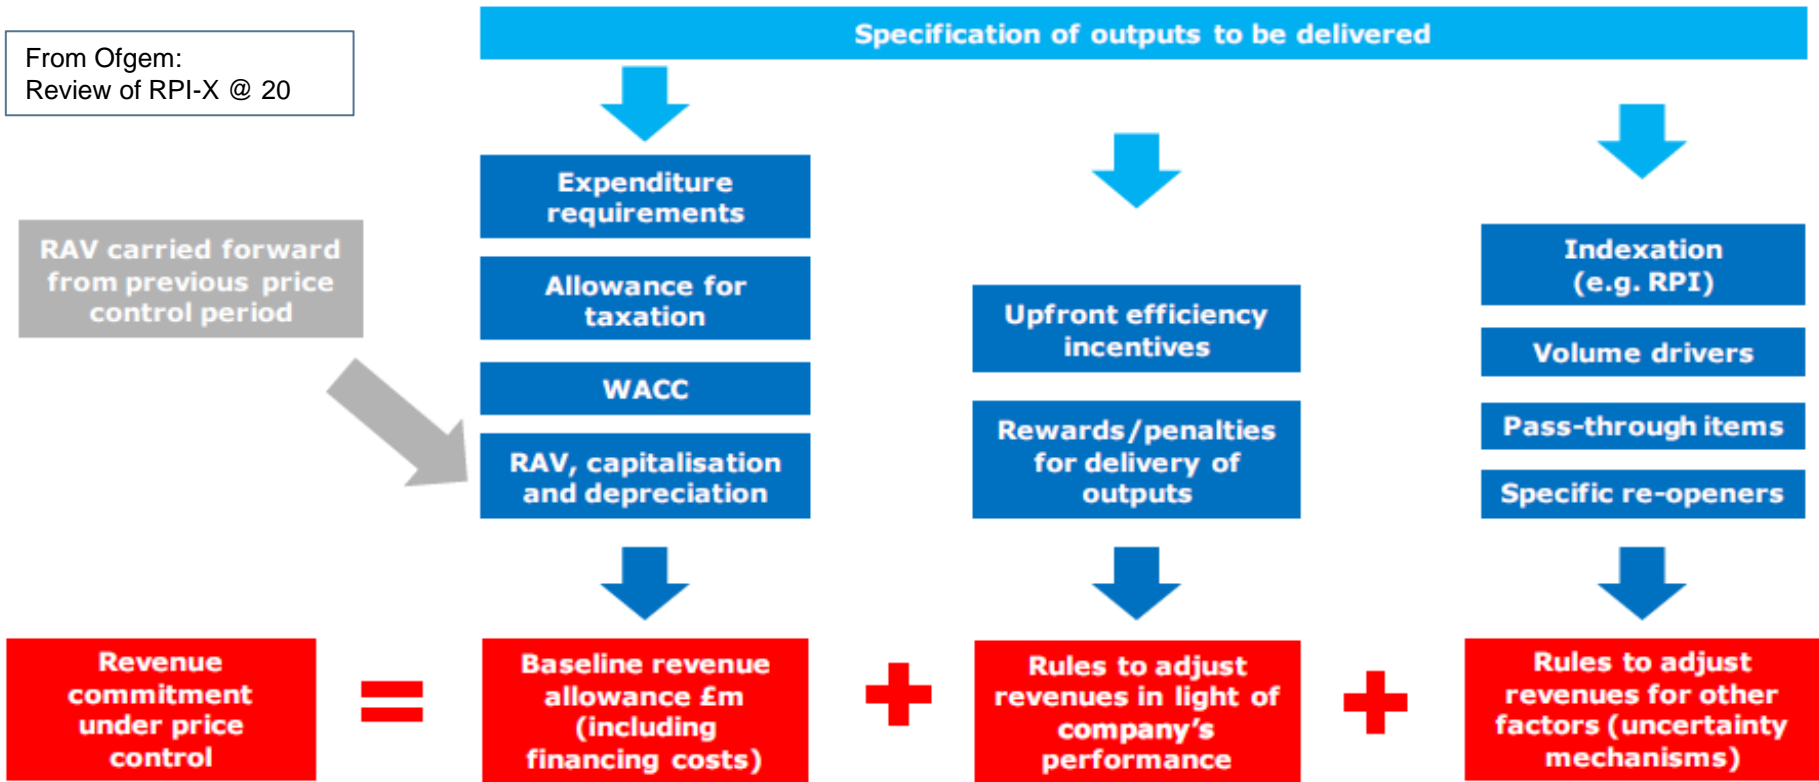 From Ofgem:
Review of RPI-X @ 20
Specification of outputs to be delivered
RAV carried forward
from previous price
control period
Expenditure
requirements
Allowance for
taxation
WACC
RAV, capitalisation
and depreciation
Upfront efficiency
incentives
Rewards/penalties
for delivery of
outputs
Indexation
(e.g. RPI)
Volume drivers
Pass-through items
Specific re-openers
Revenue
commitment
under price
control
=
Baseline revenue
allowance £m
(including
financing costs)
+
Rules to adjust
revenues in light of
company's
performance
+
Rules to adjust
revenues for other
factors (uncertainty
mechanisms)